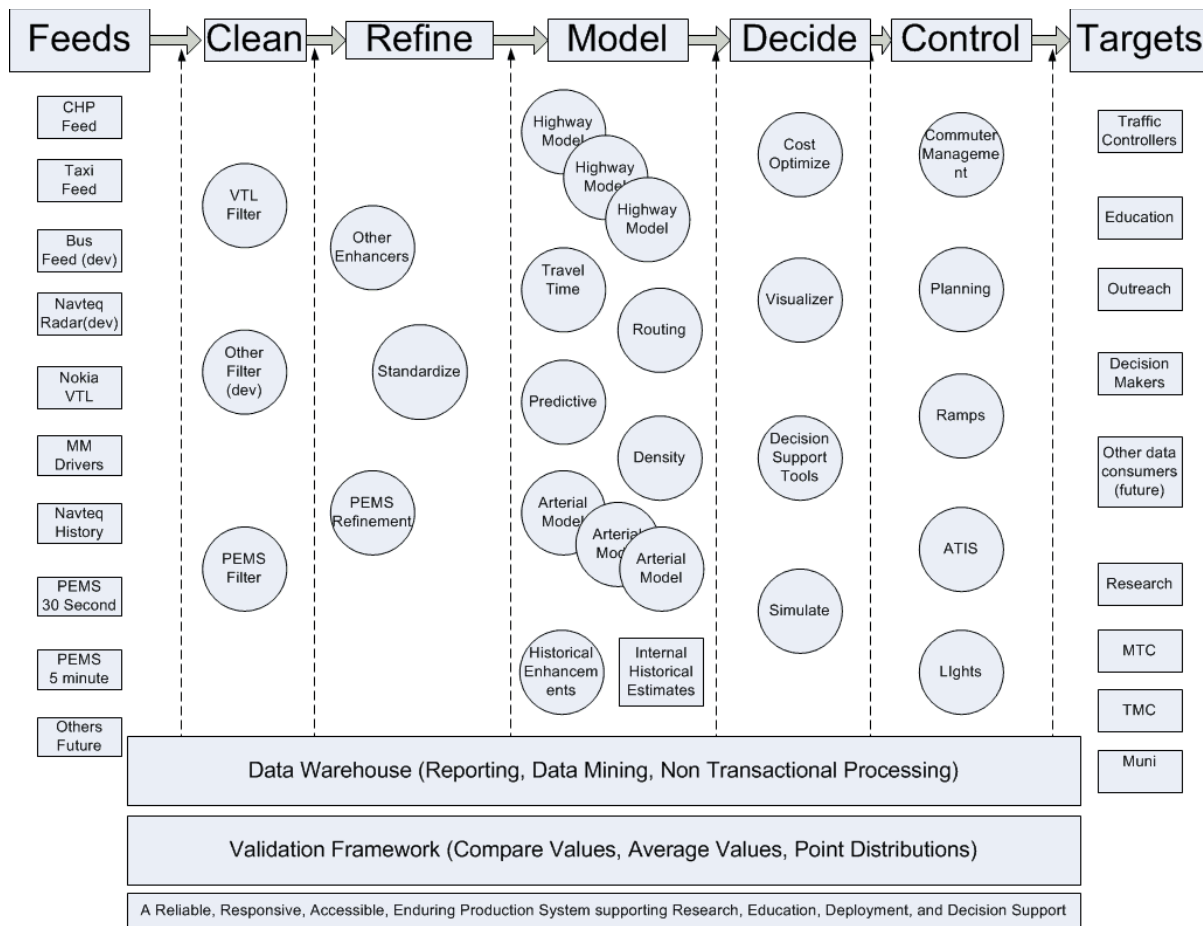 Feeds
Clean
Refine
Model
Decide
Control
Targets
CHP
Feed
Taxi
Feed
Bus
Feed (dev)
Navteq
Radar(dev)
Nokia
VTL
MM
Drivers
Navteq
History
PEMS
30 Second
PEMS
5 minute
Others
Future
VTL
Filter
Other
Filter
(dev)
PEMS
Filter
Other
Enhancers
Standardize
PEMS
Refinement
Highway
Model
Highway
Model
Highway
Model
Travel
Time
Routing
Predictive
Density
Arterial
Model
Arterial
Model
Arterial
Model
Historical
Enhancem
ents
Internal
Historical
Estimates
Cost
Optimize
Visualizer
Decision
Support
Tools
Simulate
Commuter
Manageme
nt
Planning
Ramps
ATIS
LIghts
Traffic
Controllers
Education
Outreach
Decision
Makers
Other data
consumers
(future)
Research
MTC
TMC
Muni
Data Warehouse (Reporting, Data Mining, Non Transactional Processing)
Validation Framework (Compare Values, Average Values, Point Distributions)
A Reliable, Responsive, Accessible, Enduring Production System supporting Research, Education, Deployment, and Decision Support